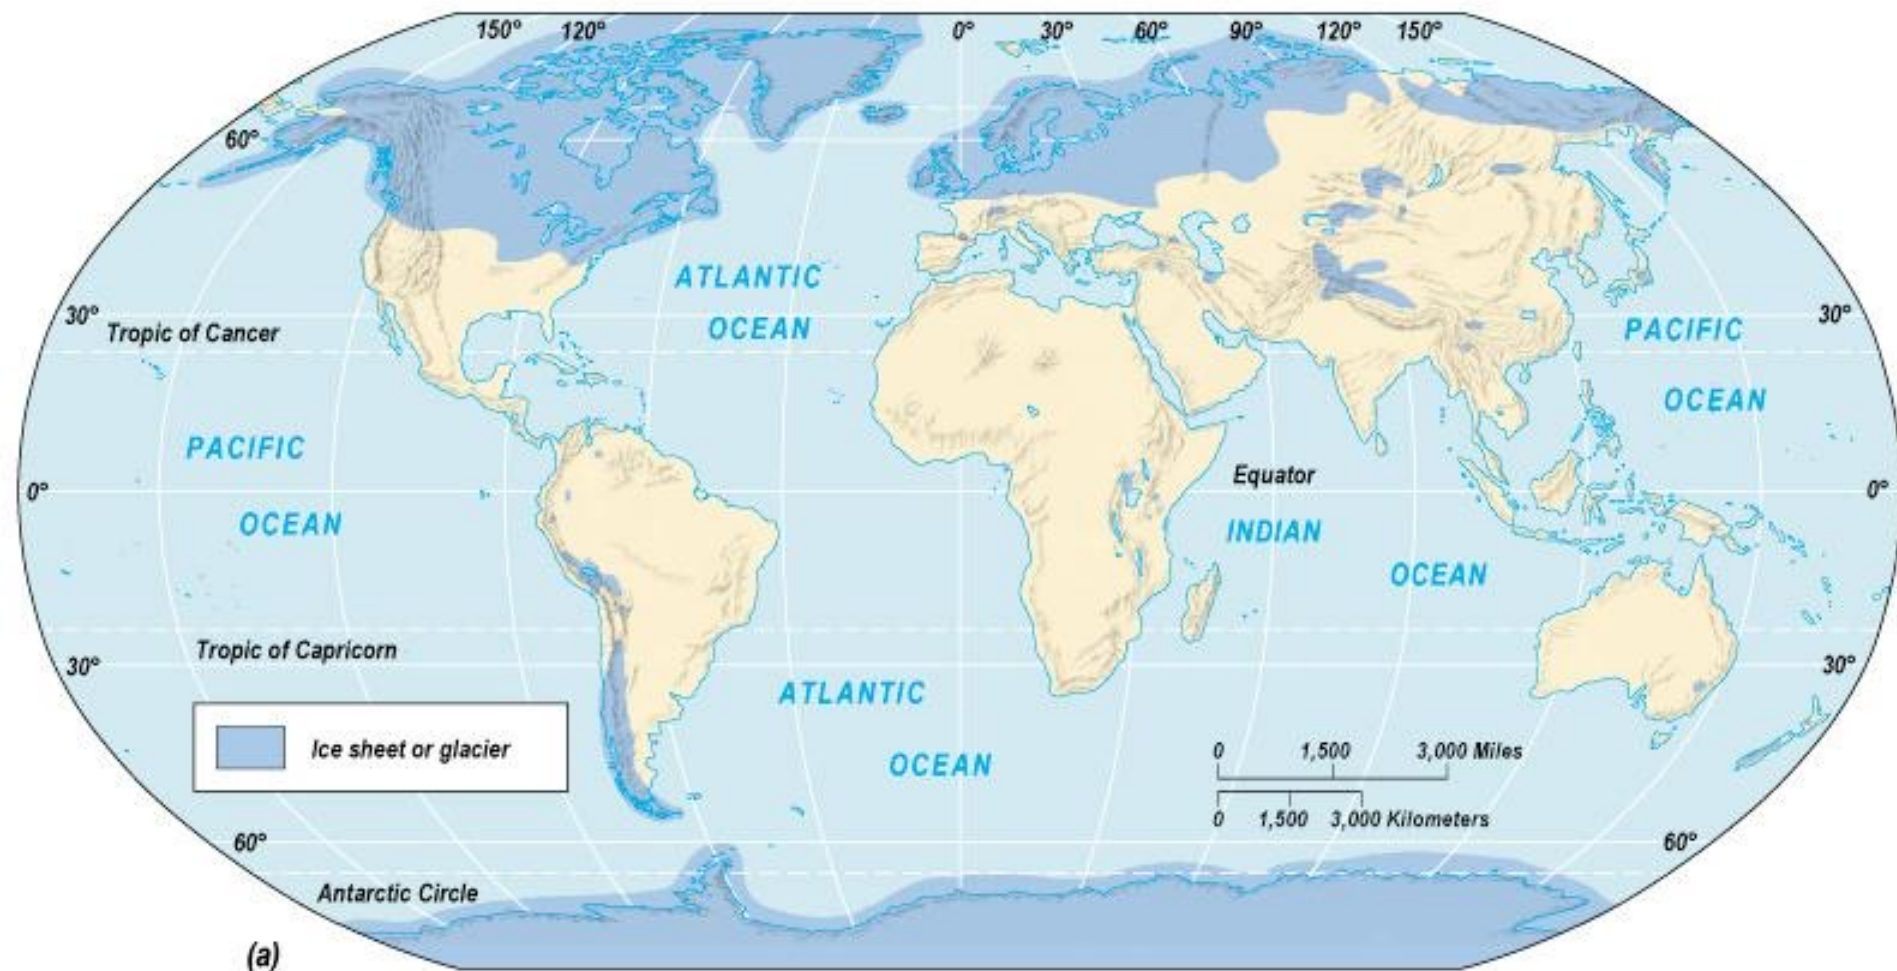 150° 120° 0° 30° 60° 90° 120° 150°
60°
ATLANTIC
OCEAN
30° 30°
Tropic of Cancer
PACIFIC
OCEAN
PACIFIC
OCEAN
Equator
0° 0°
INDIAN
OCEAN
Tropic of Capricorn
30° 30°
ATLANTIC
OCEAN
Ice sheet or glacier
0 1,500 3,000 Miles
0 1,500 3,000 Kilometers
60° 60°
Antarctic Circle
(a)